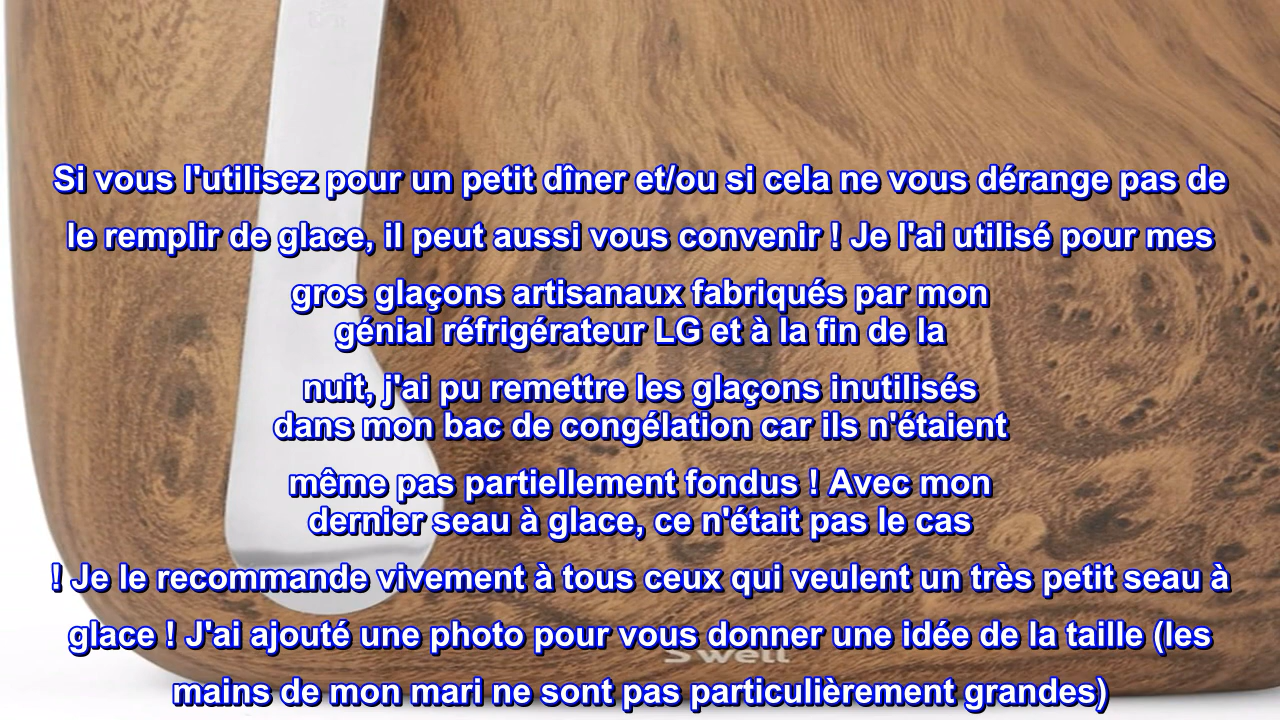 Si vous l'utilisez pour un petit dîner et/ou si cela ne vous dérange pas de
le remplir de glace, il peut aussi vous convenir ! Je l'ai utilisé pour mes
gros glaçons artisanaux fabriqués par mon
génial réfrigérateur LG et à la fin de la
nuit, j'ai pu remettre les glaçons inutilisés
dans mon bac de congélation car ils n'étaient
même pas partiellement fondus ! Avec mon
dernier seau à glace, ce n'était pas le cas
! Je le recommande vivement à tous ceux qui veulent un très petit seau à
glace ! J'ai ajouté une photo pour vous donner une idée de la taille (les
S'well
mains de mon mari ne sont pas particulièrement grandes)